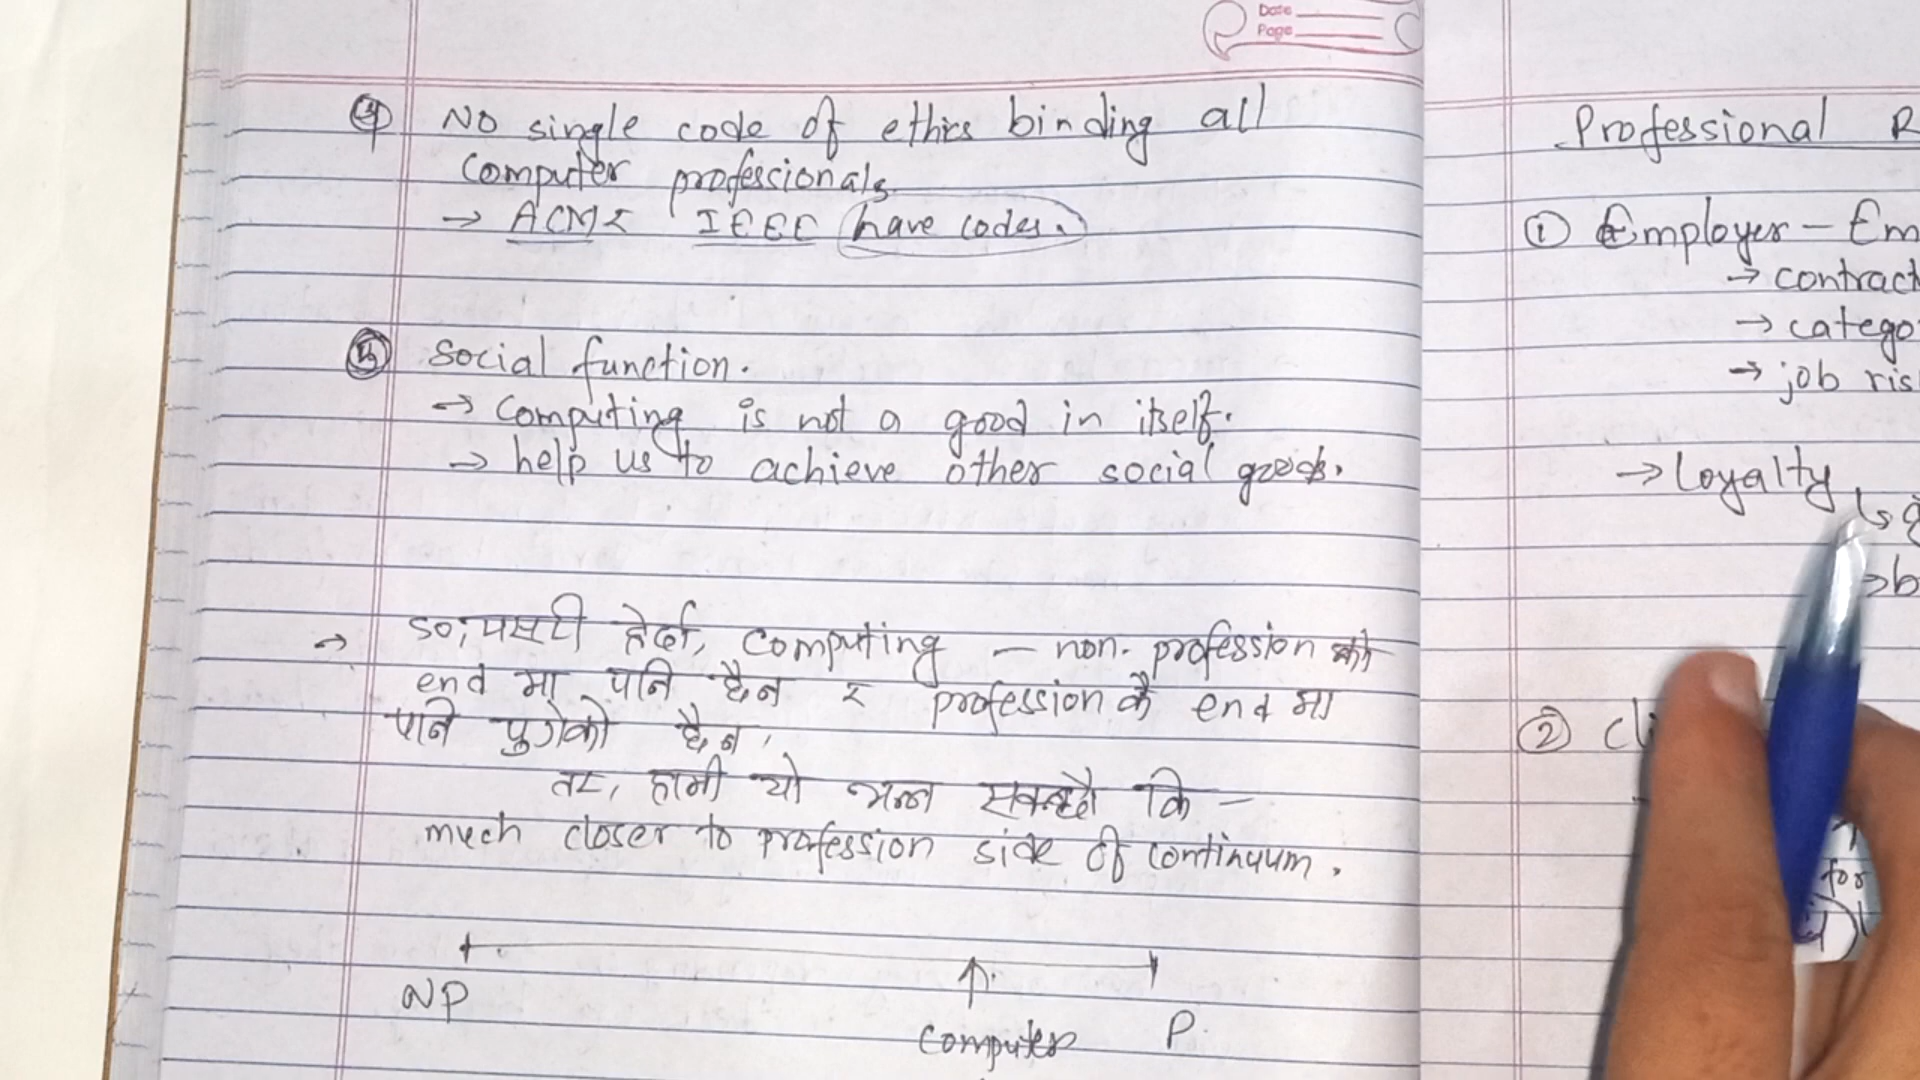 Date
Page
④ No single code of ethics binding all
computer professionals.
→ ACM र IEEE have codes.
⑤ social function.
→ computing is not a good in itself.
→ help us to achieve other social goods.
→ so, यसरी हेर्दा, computing — non-profession को
end मा पनि छैन र profession कै end मा
पनि पुगेको छैन,
तर, हामी यो भन्न सक्छौ कि –
much closer to profession side of continuum.
NP
computer P.
Professional R
① Employer – Em
→ contract
→ catego
→ job ris
→ Loyalty
→ b
② cl
for